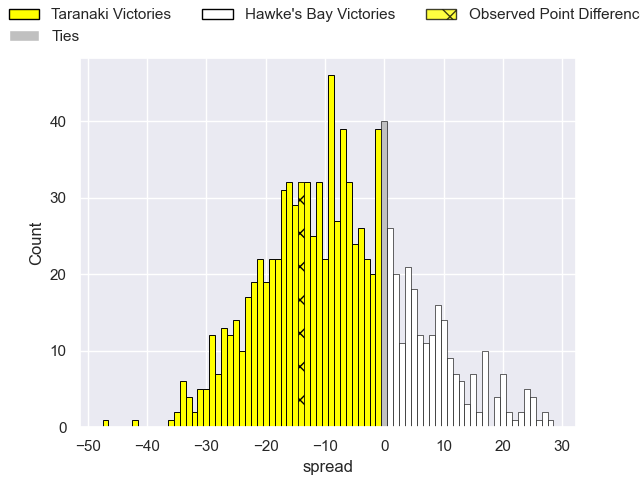 Taranaki Victories Hawke's Bay Victories Observed Point Differenc
Ties
40
30
20
10
0
Count
−50 −40 −30 −20 −10 0 10 20 30
spread